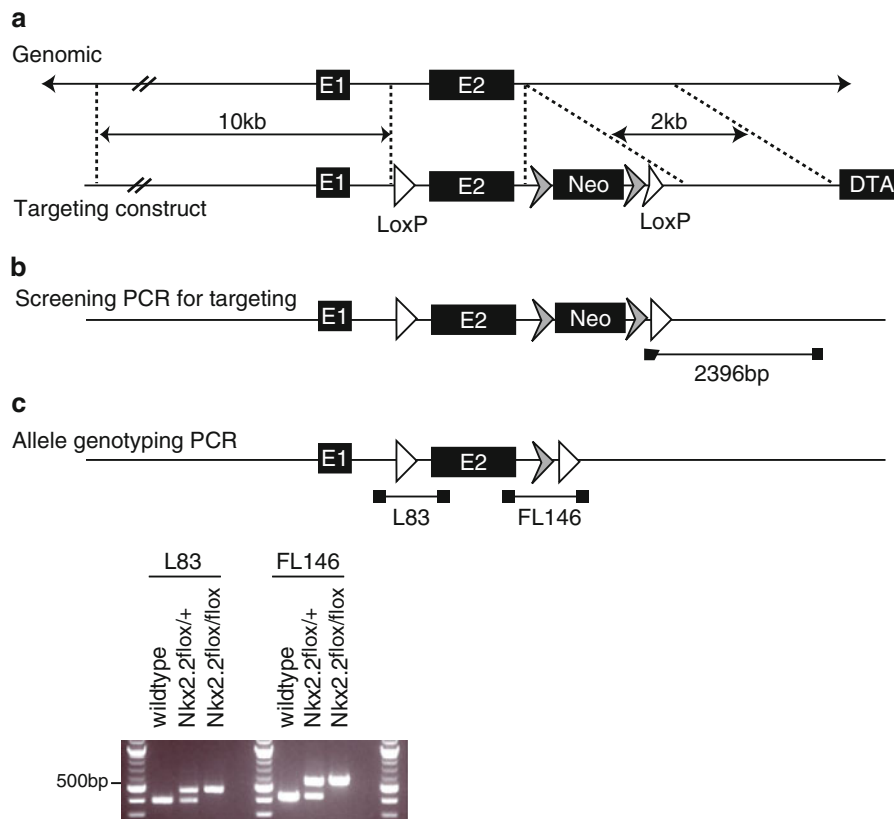 a
Genomic
E1 E2
10kb 2kb
E1 E2 Neo DTA
Targeting construct
LoxP LoxP
b
Screening PCR for targeting
E1 E2 Neo
2396bp
c
Allele genotyping PCR
E1 E2
L83 FL146
L83 FL146
wildtype
Nkx2.2flox/+
Nkx2.2flox/flox
wildtype
Nkx2.2flox/+
Nkx2.2flox/flox
500bp